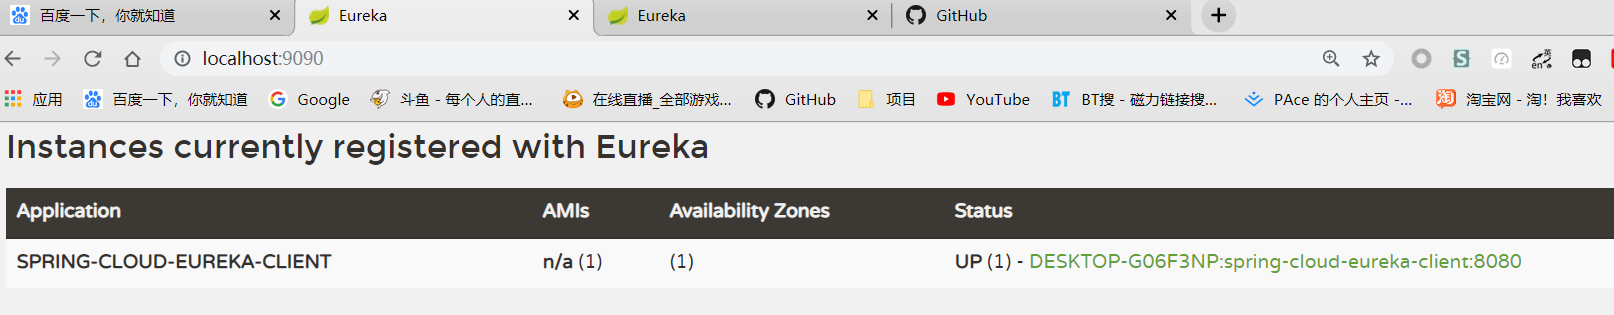 百度一下，你就知道 Eureka Eureka GitHub
localhost:9090
应用 百度一下，你就知道 Google 斗鱼 - 每个人的直... 在线直播_全部游戏... GitHub 项目 YouTube BT搜 - 磁力链接搜... PAce 的个人主页 -... 淘宝网 - 淘！我喜欢
Instances currently registered with Eureka
Application AMIs Availability Zones Status
SPRING-CLOUD-EUREKA-CLIENT n/a (1) (1) UP (1) - DESKTOP-G06F3NP:spring-cloud-eureka-client:8080